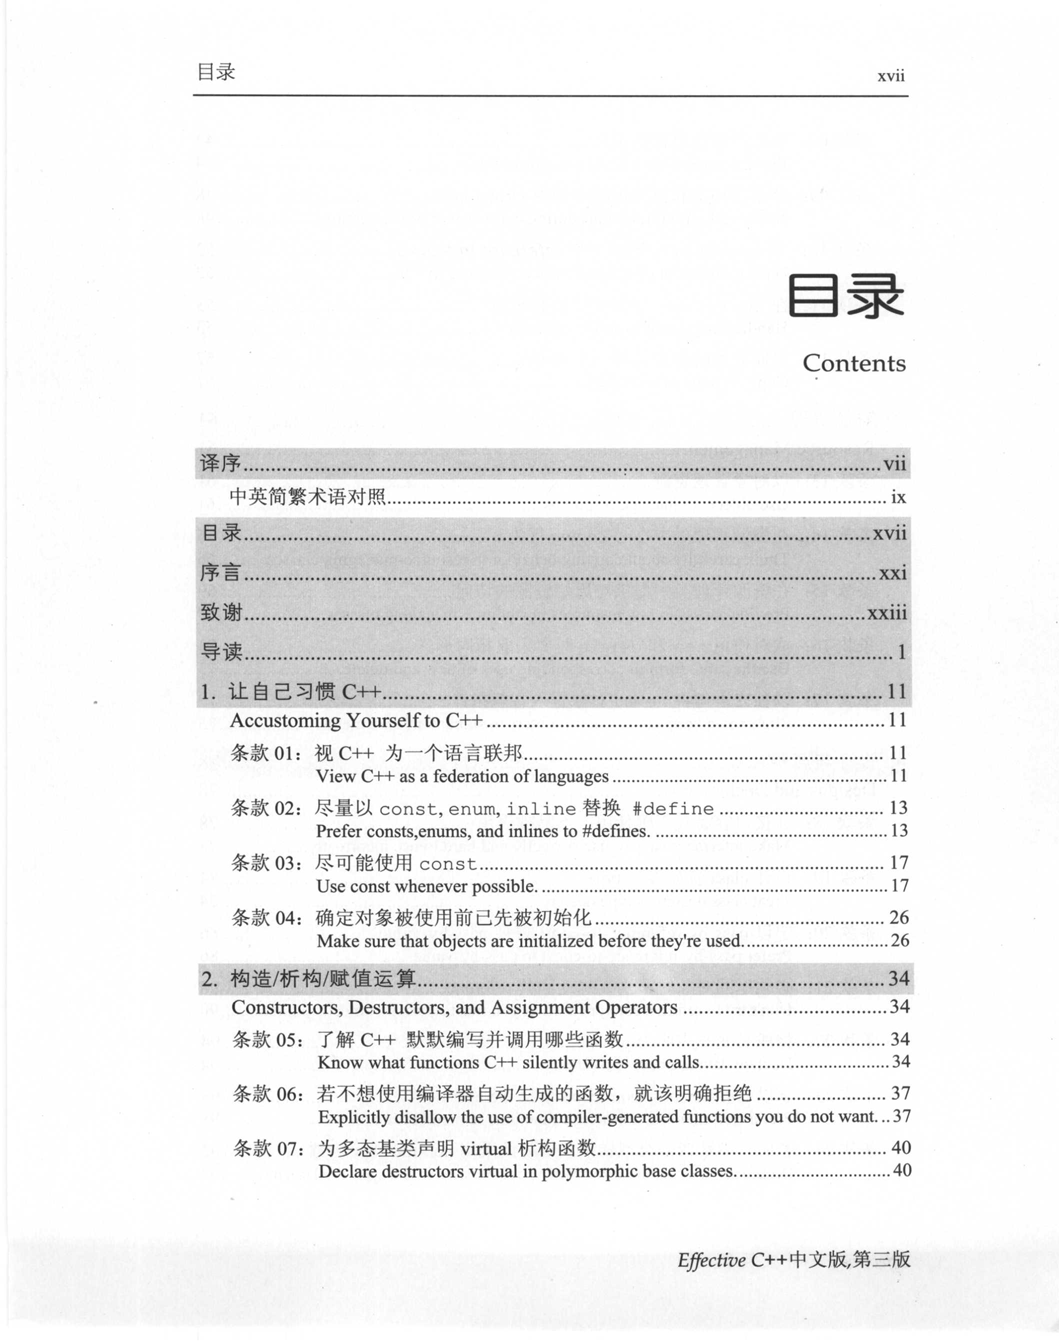 目录 xvii
目录
Contents
译序........................................vii
中英简繁术语对照........................................ix
目录........................................xvii
序言........................................xxi
致谢........................................xxiii
导读........................................1
1. 让自己习惯 C++........................................11
Accustoming Yourself to C++........................................11
条款 01：视 C++ 为一个语言联邦........................................11
View C++ as a federation of languages........................................11
条款 02：尽量以 const, enum, inline 替换 #define........................................13
Prefer consts,enums, and inlines to #defines.........................................13
条款 03：尽可能使用 const........................................17
Use const whenever possible.........................................17
条款 04：确定对象被使用前已先被初始化........................................26
Make sure that objects are initialized before they're used.........................................26
2. 构造/析构/赋值运算........................................34
Constructors, Destructors, and Assignment Operators........................................34
条款 05：了解 C++ 默默编写并调用哪些函数........................................34
Know what functions C++ silently writes and calls.........................................34
条款 06：若不想使用编译器自动生成的函数，就该明确拒绝........................................37
Explicitly disallow the use of compiler-generated functions you do not want...37
条款 07：为多态基类声明 virtual 析构函数........................................40
Declare destructors virtual in polymorphic base classes.........................................40
Effective C++中文版,第三版